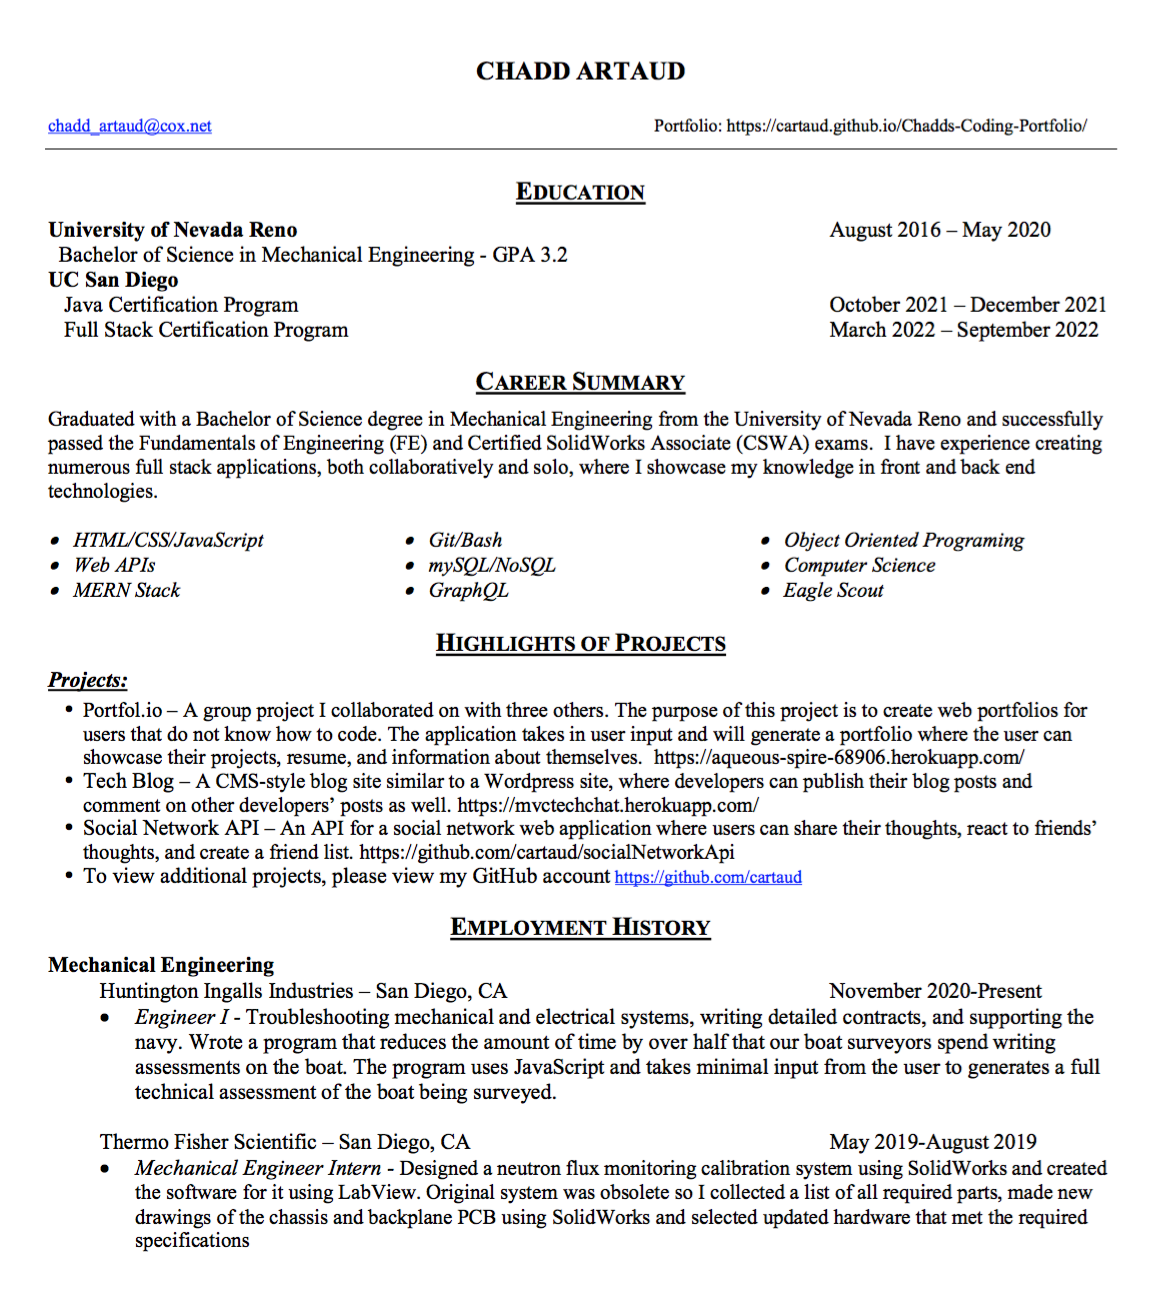 CHADD ARTAUD
chadd_artaud@cox.net Portfolio: https://cartaud.github.io/Chadds-Coding-Portfolio/
EDUCATION
University of Nevada Reno August 2016 – May 2020
Bachelor of Science in Mechanical Engineering - GPA 3.2
UC San Diego
Java Certification Program October 2021 – December 2021
Full Stack Certification Program March 2022 – September 2022
CAREER SUMMARY
Graduated with a Bachelor of Science degree in Mechanical Engineering from the University of Nevada Reno and successfully
passed the Fundamentals of Engineering (FE) and Certified SolidWorks Associate (CSWA) exams. I have experience creating
numerous full stack applications, both collaboratively and solo, where I showcase my knowledge in front and back end
technologies.
• HTML/CSS/JavaScript • Git/Bash • Object Oriented Programing
• Web APIs • mySQL/NoSQL • Computer Science
• MERN Stack • GraphQL • Eagle Scout
HIGHLIGHTS OF PROJECTS
Projects:
• Portfol.io – A group project I collaborated on with three others. The purpose of this project is to create web portfolios for
users that do not know how to code. The application takes in user input and will generate a portfolio where the user can
showcase their projects, resume, and information about themselves. https://aqueous-spire-68906.herokuapp.com/
• Tech Blog – A CMS-style blog site similar to a Wordpress site, where developers can publish their blog posts and
comment on other developers’ posts as well. https://mvctechchat.herokuapp.com/
• Social Network API – An API for a social network web application where users can share their thoughts, react to friends’
thoughts, and create a friend list. https://github.com/cartaud/socialNetworkApi
• To view additional projects, please view my GitHub account https://github.com/cartaud
EMPLOYMENT HISTORY
Mechanical Engineering
Huntington Ingalls Industries – San Diego, CA November 2020-Present
• Engineer I - Troubleshooting mechanical and electrical systems, writing detailed contracts, and supporting the
navy. Wrote a program that reduces the amount of time by over half that our boat surveyors spend writing
assessments on the boat. The program uses JavaScript and takes minimal input from the user to generates a full
technical assessment of the boat being surveyed.
Thermo Fisher Scientific – San Diego, CA May 2019-August 2019
• Mechanical Engineer Intern - Designed a neutron flux monitoring calibration system using SolidWorks and created
the software for it using LabView. Original system was obsolete so I collected a list of all required parts, made new
drawings of the chassis and backplane PCB using SolidWorks and selected updated hardware that met the required
specifications